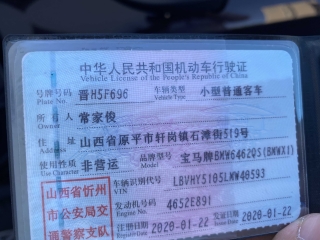 中华人民共和国机动车行驶证
Vehicle License of the People's Republic of China
号牌号码 晋H5F696 车辆类型 小型普通客车
Plate No. Vehicle Type
所有人 常家俊
Owner
住址 山西省原平市轩岗镇石滩街519号
Address
使用性质 非营运 品牌型号 宝马牌BMW6462QS(BMWX1)
Use Character Model
山西省忻州 车辆识别代号
市公安局交 VIN
通警察支队 发动机号码 4652E891
Engine No.
注册日期 2020-01-22 发证日期 2020-01-22